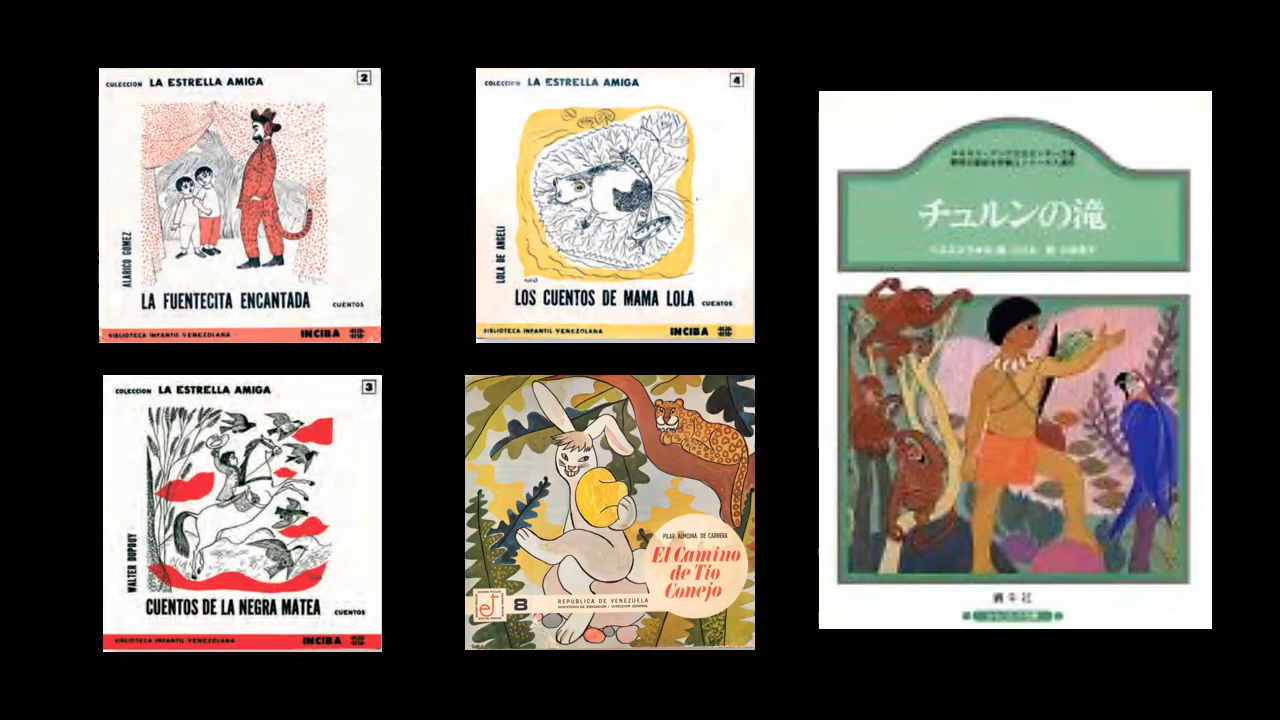 COLECCION LA ESTRELLA AMIGA 2
ALARICO GOMEZ
LA FUENTECITA ENCANTADA CUENTOS
BIBLIOTECA INFANTIL VENEZOLANA INCIBA
COLECCION LA ESTRELLA AMIGA 4
LOLA DE ANGELI
LOS CUENTOS DE MAMA LOLA CUENTOS
BIBLIOTECA INFANTIL VENEZOLANA INCIBA
COLECCION LA ESTRELLA AMIGA 3
WALTER DUPOUY
CUENTOS DE LA NEGRA MATEA CUENTOS
BIBLIOTECA INFANTIL VENEZOLANA INCIBA
PILAR ALMOINA DE CARRERA
El Camino
de Tío
Conejo
et 8 REPUBLICA DE VENEZUELA
MINISTERIO DE EDUCACION / DIRECCION GENERAL
チュルンの滝